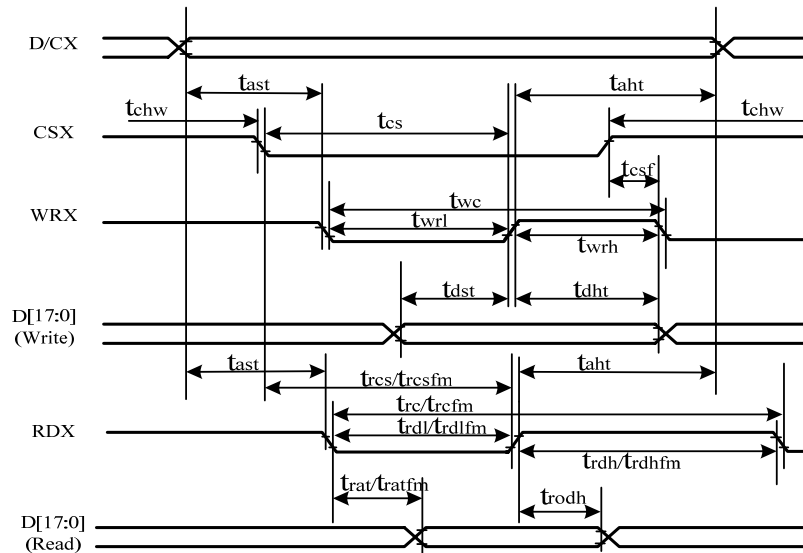 D/CX
tast
taht
tchw
tchw
tcs
CSX
tcsf
twc
WRX
twrl
twrh
tdst
tdht
D[17:0]
(Write)
tast
taht
trcs/trcsfm
trc/trcfm
RDX
trdl/trdlfm
trdh/trdhfm
trat/tratfm
trodh
D[17:0]
(Read)